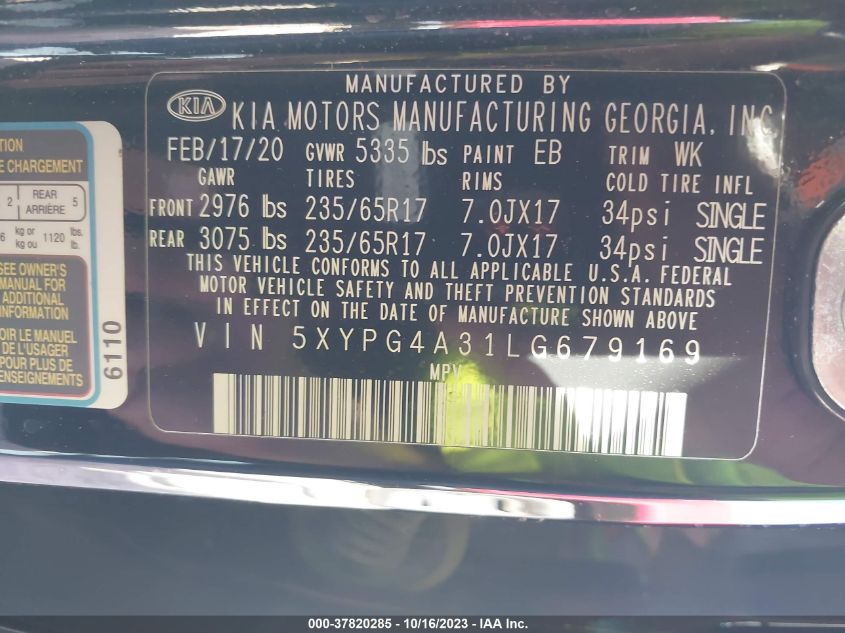 MANUFACTURED BY
KIA KIA MOTORS MANUFACTURING GEORGIA, INC
FEB/17/20 GVWR 5335 lbs PAINT EB TRIM WK
GAWR TIRES RIMS COLD TIRE INFL
FRONT 2976 lbs 235/65R17 7.0JX17 34psi SINGLE
REAR 3075 lbs 235/65R17 7.0JX17 34psi SINGLE
THIS VEHICLE CONFORMS TO ALL APPLICABLE U.S.A. FEDERAL
MOTOR VEHICLE SAFETY AND THEFT PREVENTION STANDARDS
IN EFFECT ON THE DATE OF MANUFACTURE SHOWN ABOVE
VIN 5XYPG4A31LG679169
MPV
CHARGEMENT
2 REAR 5
ARRIÈRE
kg or 1120 lbs.
kg ou lb.
SEE OWNER'S
MANUAL FOR
ADDITIONAL
INFORMATION
VOIR LE MANUEL
DE L'USAGER
POUR PLUS DE
RENSEIGNEMENTS
6110
000-37820285 - 10/16/2023 - IAA Inc.